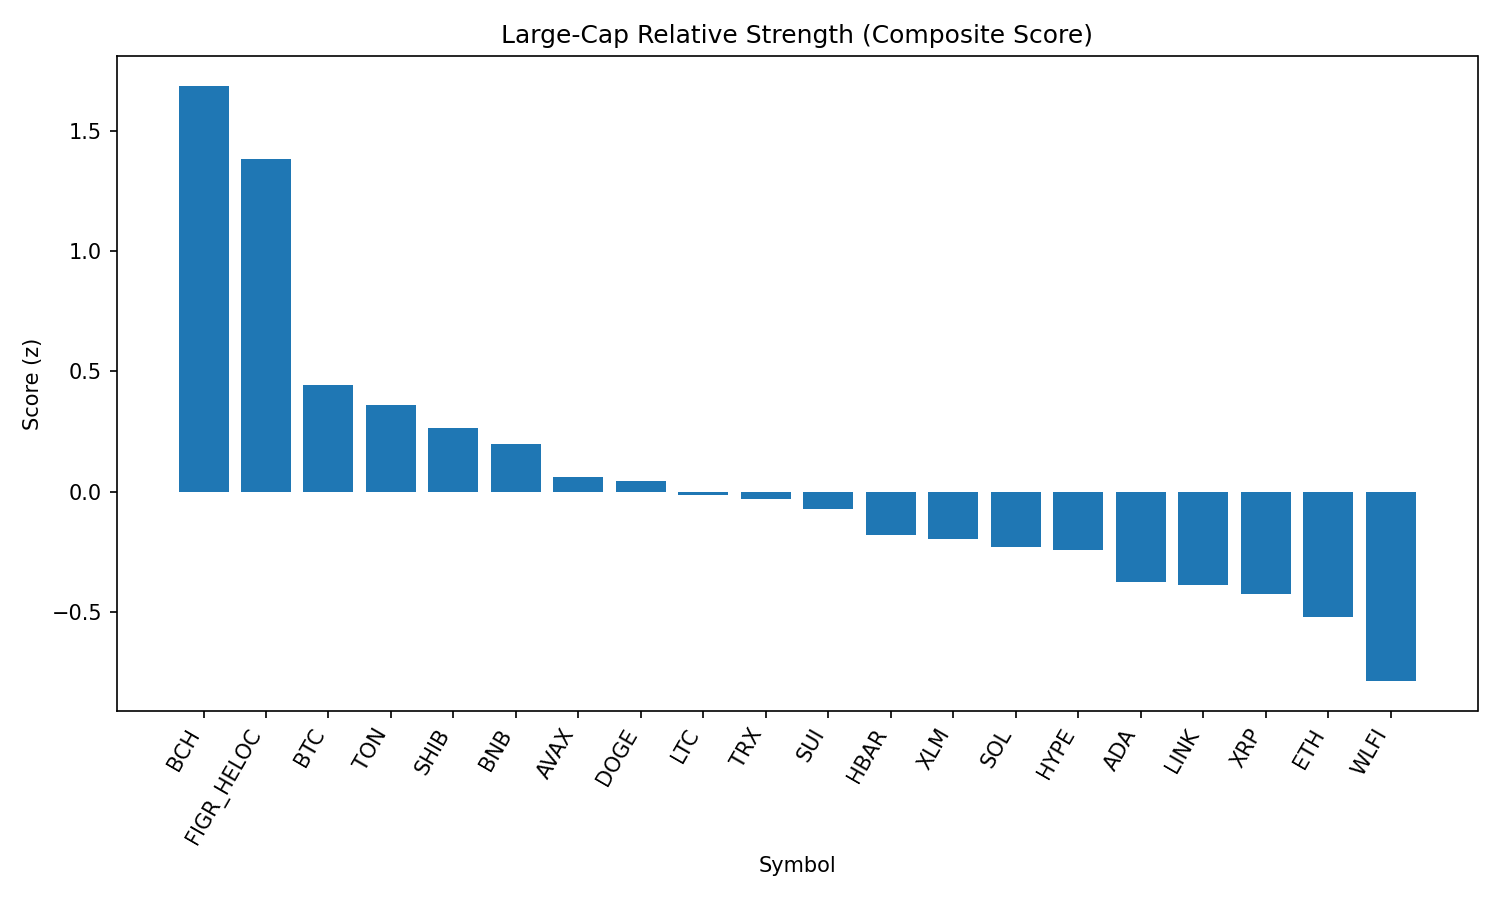 Large-Cap Relative Strength (Composite Score)
Score (z)
1.5
1.0
0.5
0.0
−0.5
BCH
FIGR_HELOC
BTC
TON
SHIB
BNB
AVAX
DOGE
LTC
TRX
SUI
HBAR
XLM
SOL
HYPE
ADA
LINK
XRP
ETH
WLFI
Symbol